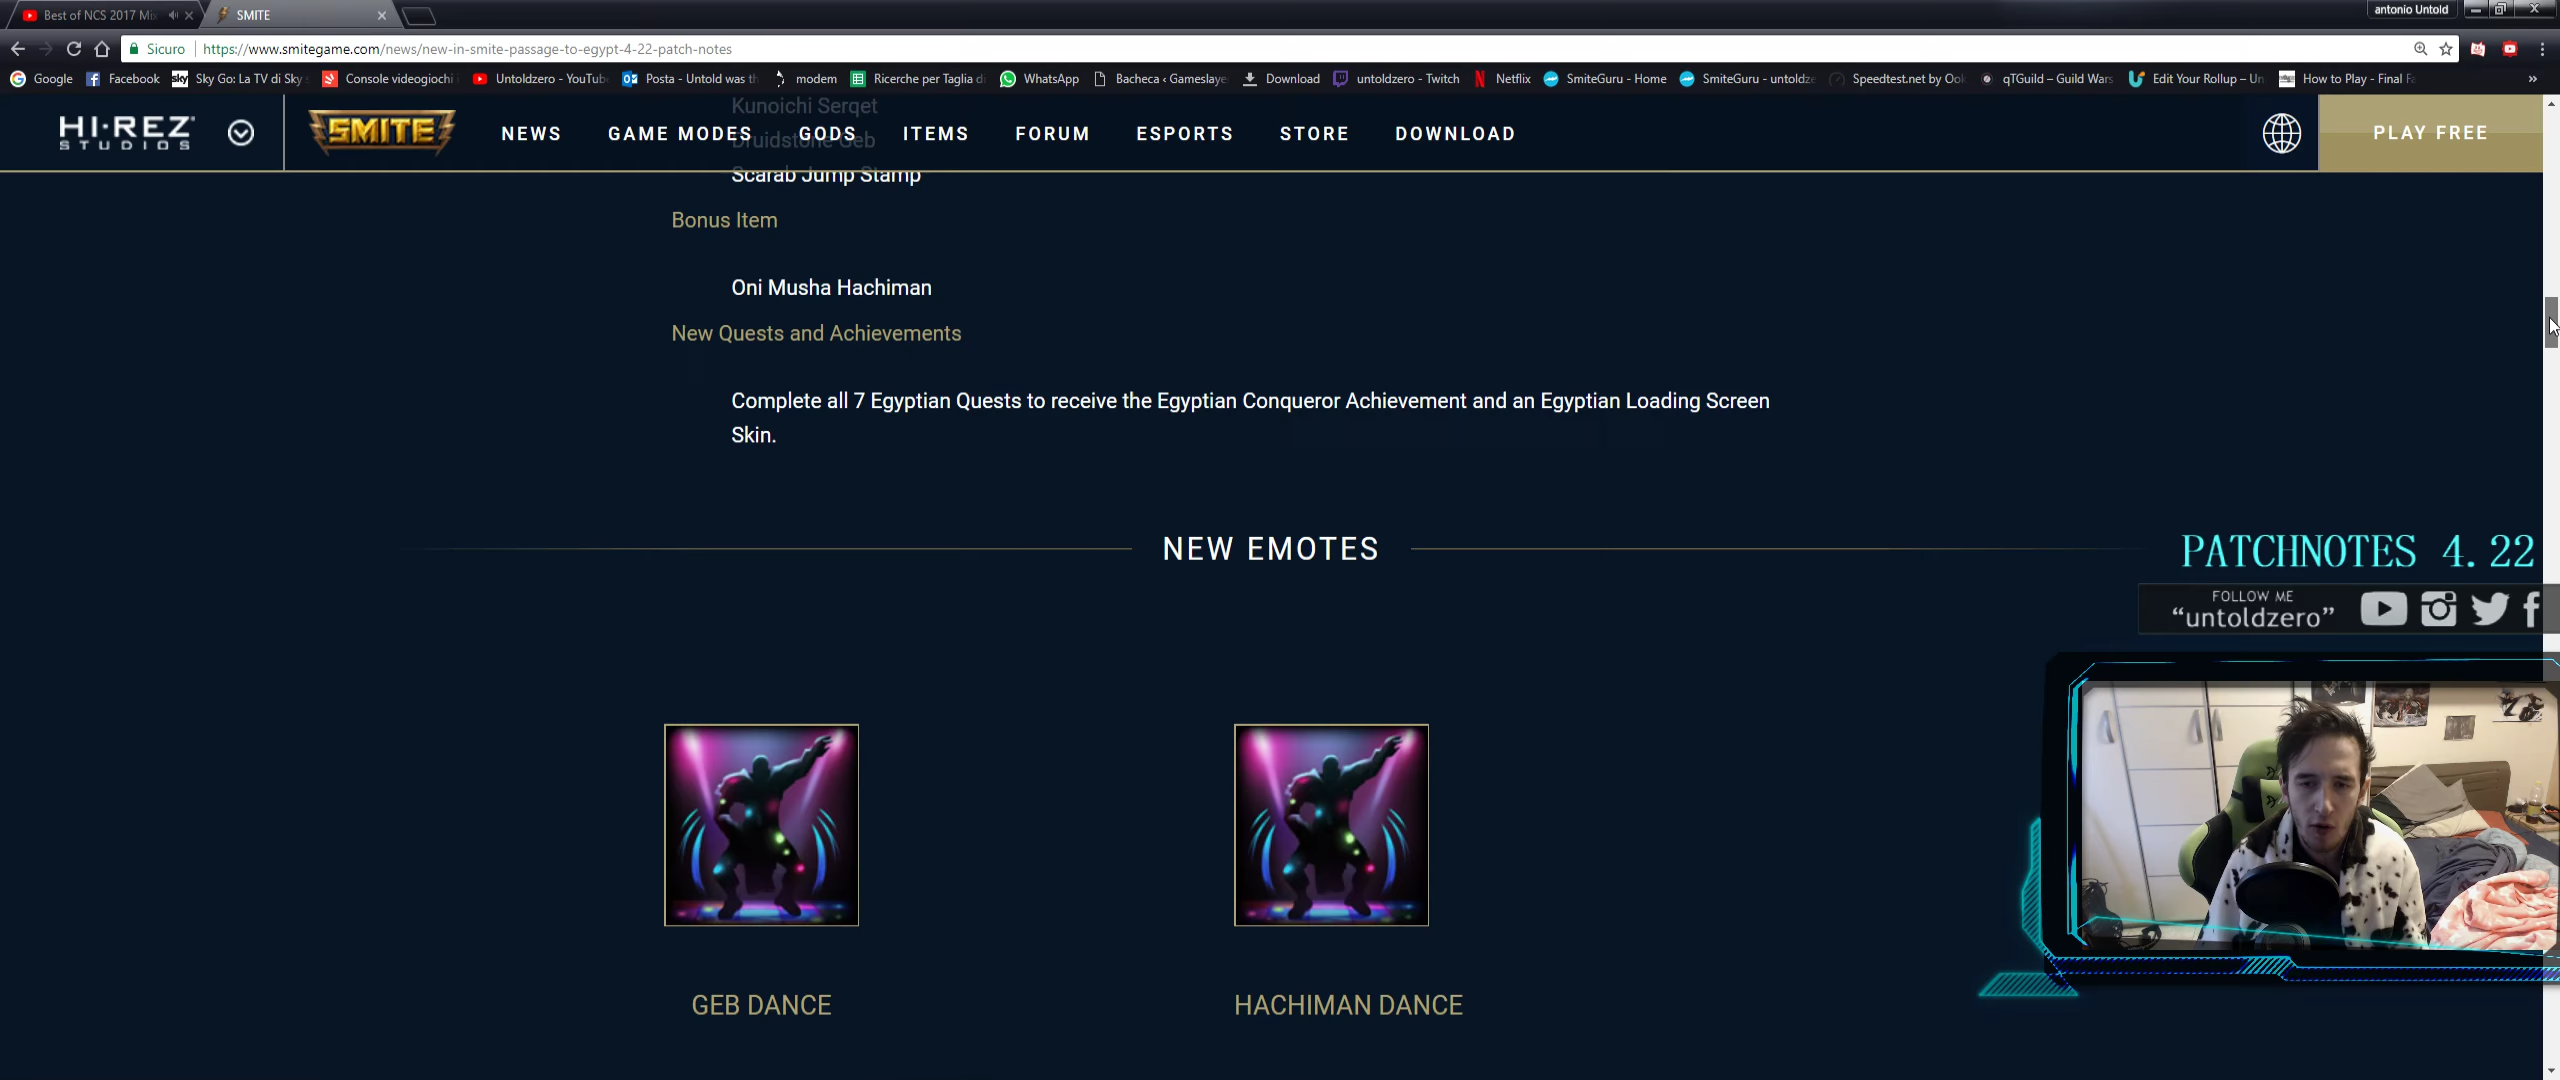 Best of NCS 2017 Mix
SMITE
antonio Untold
Sicuro
https://www.smitegame.com/news/new-in-smite-passage-to-egypt-4-22-patch-notes
Google
Facebook
sky Sky Go: La TV di Sky
Console videogiochi
Untoldzero - YouTub
Posta - Untold was th
modem
Ricerche per Taglia d
WhatsApp
Bacheca ‹ Gameslaye
Download
untoldzero - Twitch
Netflix
SmiteGuru - Home
SmiteGuru - untoldze
Speedtest.net by Ook
qTGuild – Guild Wars
Edit Your Rollup – Un
How to Play - Final Fa
»
Kunoichi Serqet
HI-REZ
STUDIOS
SMITE
NEWS
GAME MODES
GODS
ITEMS
FORUM
ESPORTS
STORE
DOWNLOAD
PLAY FREE
Druidstone Geb
Scarab Jump Stamp
Bonus Item
Oni Musha Hachiman
New Quests and Achievements
Complete all 7 Egyptian Quests to receive the Egyptian Conqueror Achievement and an Egyptian Loading Screen
Skin.
NEW EMOTES
PATCHNOTES 4.22
FOLLOW ME
“untoldzero”
GEB DANCE
HACHIMAN DANCE